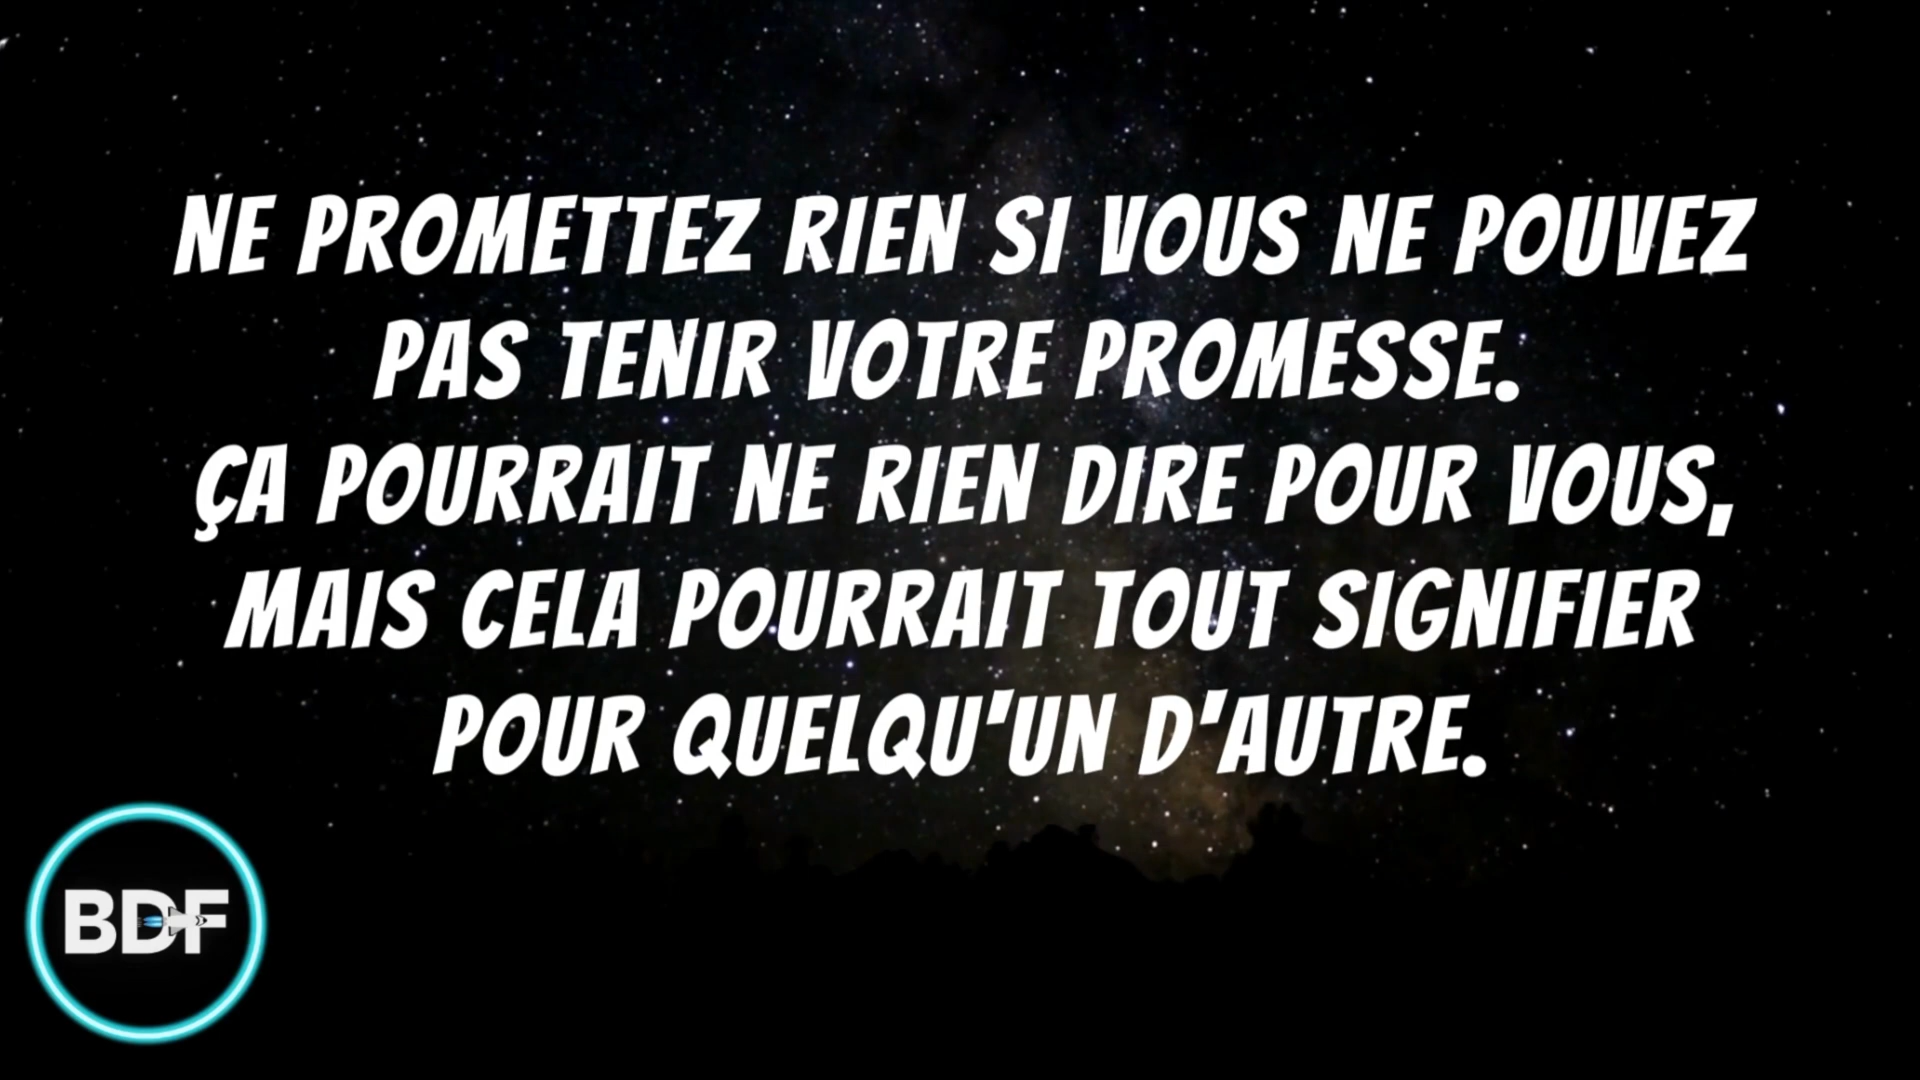 NE PROMETTEZ RIEN SI VOUS NE POUVEZ
PAS TENIR VOTRE PROMESSE.
ÇA POURRAIT NE RIEN DIRE POUR VOUS,
MAIS CELA POURRAIT TOUT SIGNIFIER
POUR QUELQU'UN D'AUTRE.
BDF